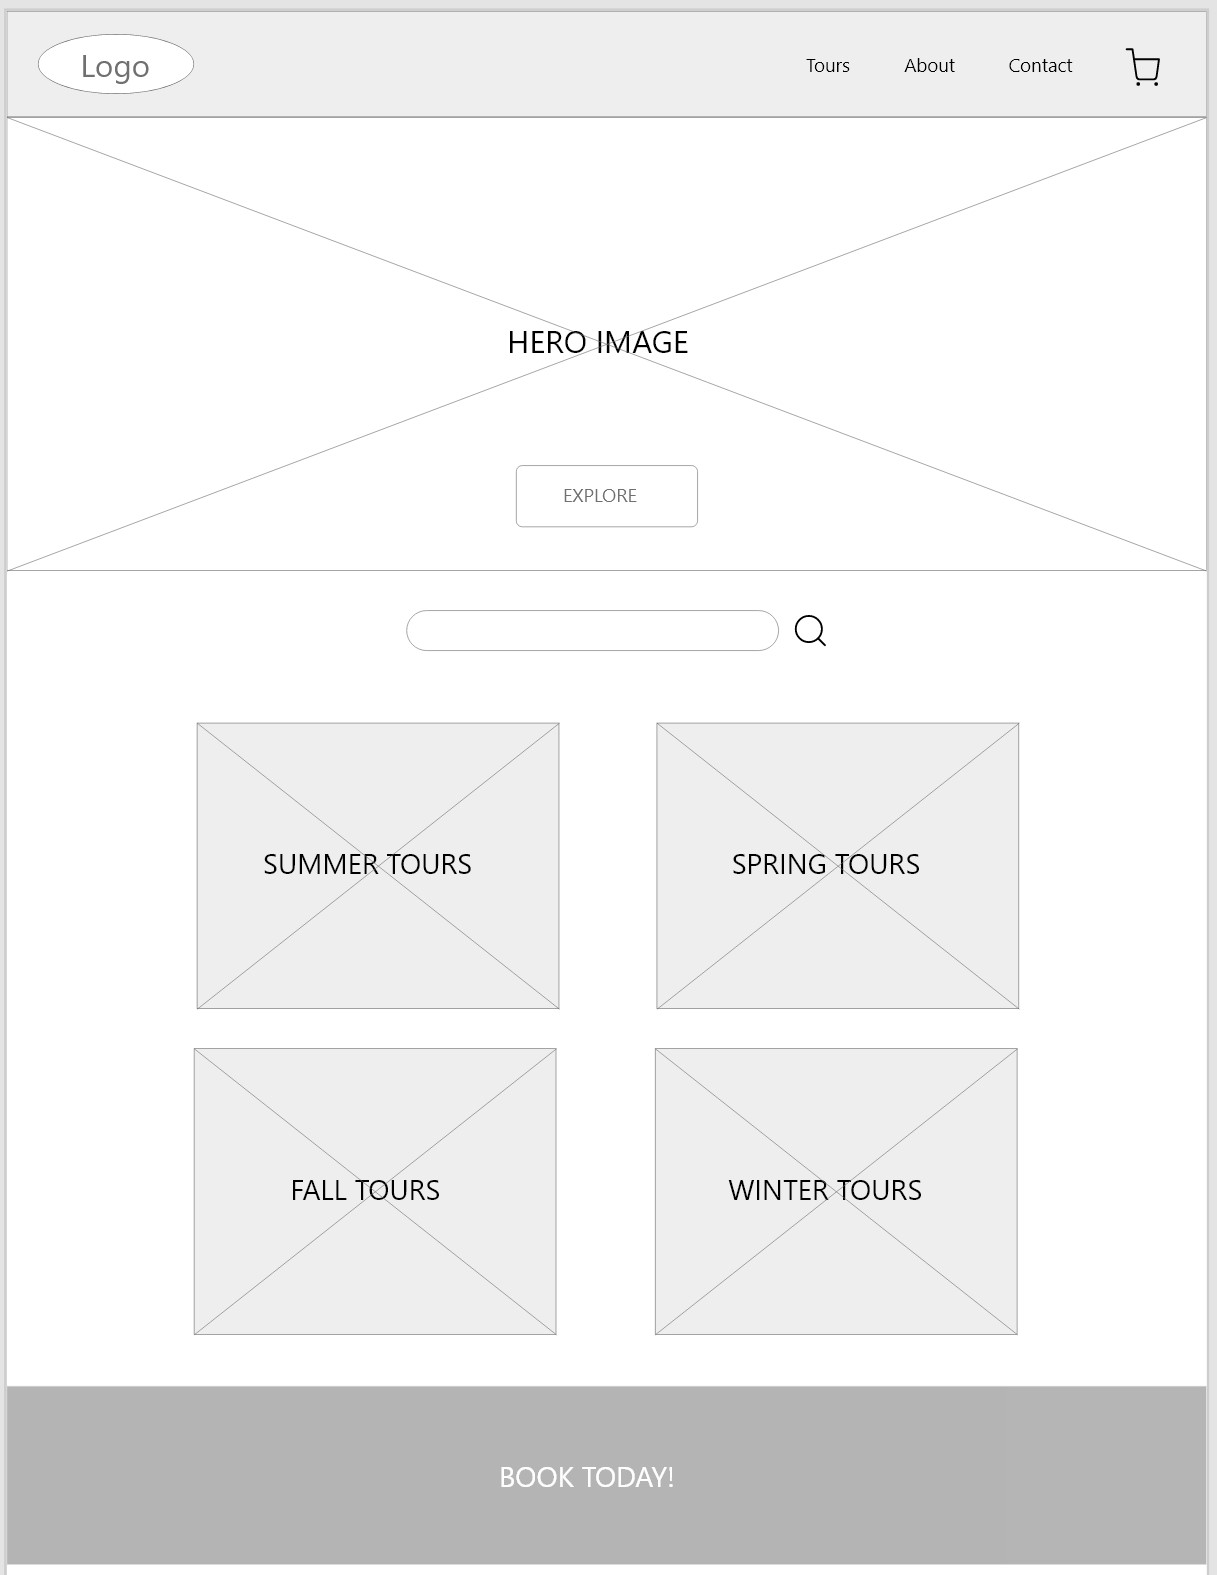 Logo
Tours About Contact
HERO IMAGE
EXPLORE
SUMMER TOURS
SPRING TOURS
FALL TOURS
WINTER TOURS
BOOK TODAY!